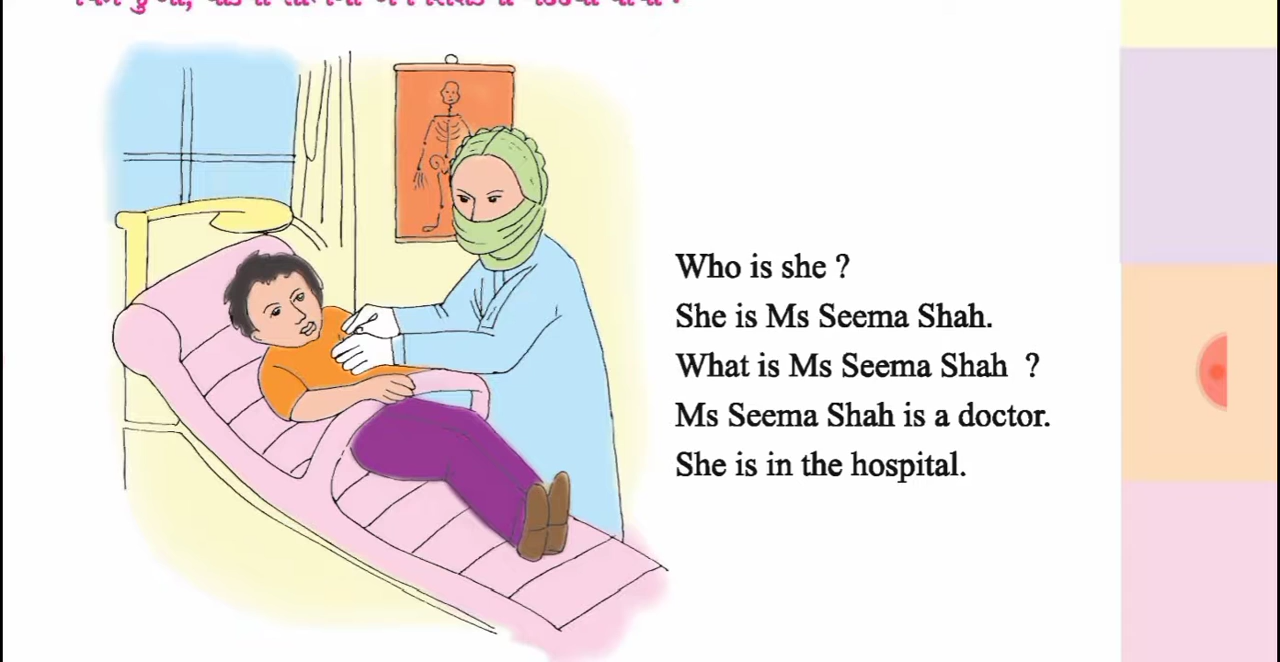 Who is she ?
She is Ms Seema Shah.
What is Ms Seema Shah ?
Ms Seema Shah is a doctor.
She is in the hospital.